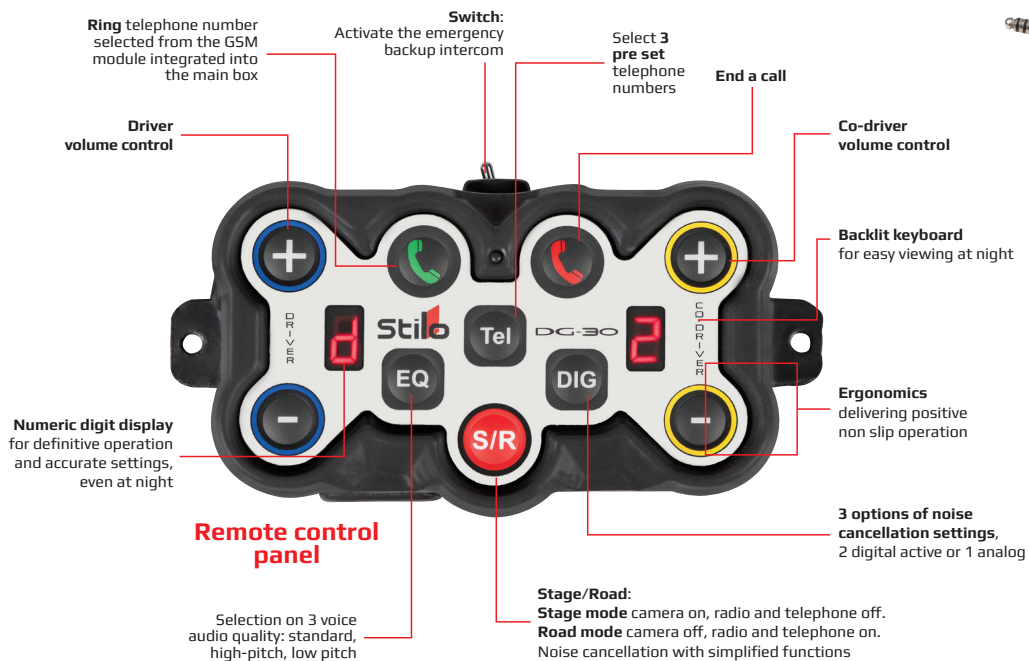 Ring telephone number
selected from the GSM
module integrated into
the main box
Switch:
Activate the emergency
backup intercom
Select 3
pre set
telephone
numbers
End a call
Driver
volume control
Co-driver
volume control
Backlit keyboard
for easy viewing at night
+
+
DRIVER
d
Stilo
Tel
DG-30
2
CO-DRIVER
EQ
DIG
-
-
S/R
Numeric digit display
for definitive operation
and accurate settings,
even at night
Ergonomics
delivering positive
non slip operation
Remote control
panel
3 options of noise
cancellation settings,
2 digital active or 1 analog
Selection on 3 voice
audio quality: standard,
high-pitch, low pitch
Stage/Road:
Stage mode camera on, radio and telephone off.
Road mode camera off, radio and telephone on.
Noise cancellation with simplified functions